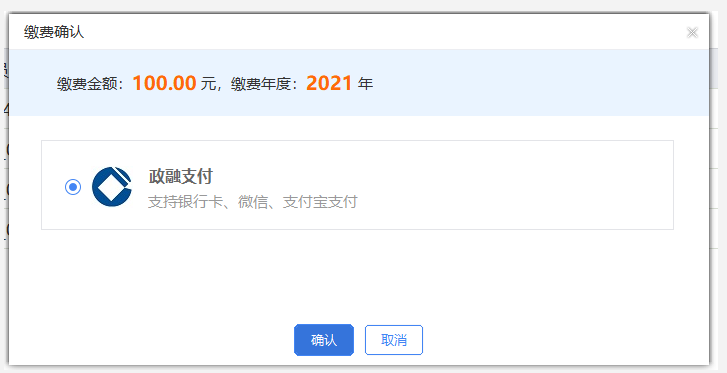 缴费确认
缴费金额：100.00 元，缴费年度：2021 年
政融支付
支持银行卡、微信、支付宝支付
确认
取消